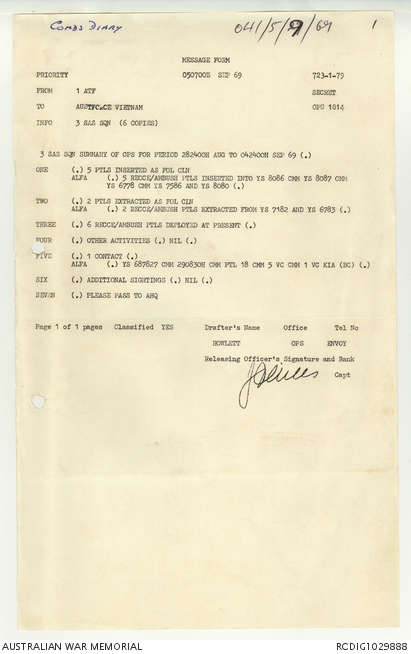 Comds Diary
041/5/9/69
1
MESSAGE FORM
PRIORITY 050700Z SEP 69 723-1-79
FROM 1 ATF SECRET
TO AUSTFORCE VIETNAM OPU 1014
INFO 3 SAS SQN (6 COPIES)
3 SAS SQN SUMMARY OF OPS FOR PERIOD 282400H AUG TO 042400H SEP 69 (.)
ONE (.) 5 PTLS INSERTED AS FOL CLN
ALFA (.) 5 RECCE/AMBUSH PTLS INSERTED INTO YS 8086 CMM YS 8087 CMM
YS 6778 CMM YS 7586 AND YS 8080 (.)
TWO (.) 2 PTLS EXTRACTED AS FOL CLN
ALFA (.) 2 RECCE/AMBUSH PTLS EXTRACTED FROM YS 7182 AND YS 6783 (.)
THREE (.) 6 RECCE/AMBUSH PTLS DEPLOYED AT PRESENT (.)
FOUR (.) OTHER ACTIVITIES (.) NIL (.)
FIVE (.) 1 CONTACT (.)
ALFA (.) YS 687827 CMM 290830H CMM PTL 18 CMM 5 VC CMM 1 VC KIA (BC) (.)
SIX (.) ADDITIONAL SIGHTINGS (.) NIL (.)
SEVEN (.) PLEASE PASS TO AHQ
Page 1 of 1 pages Classified YES Drafter's Name Office Tel No
HOWLETT OPS ENVOY
Releasing Officer's Signature and Rank
Capt
AUSTRALIAN WAR MEMORIAL RCDIG1029888